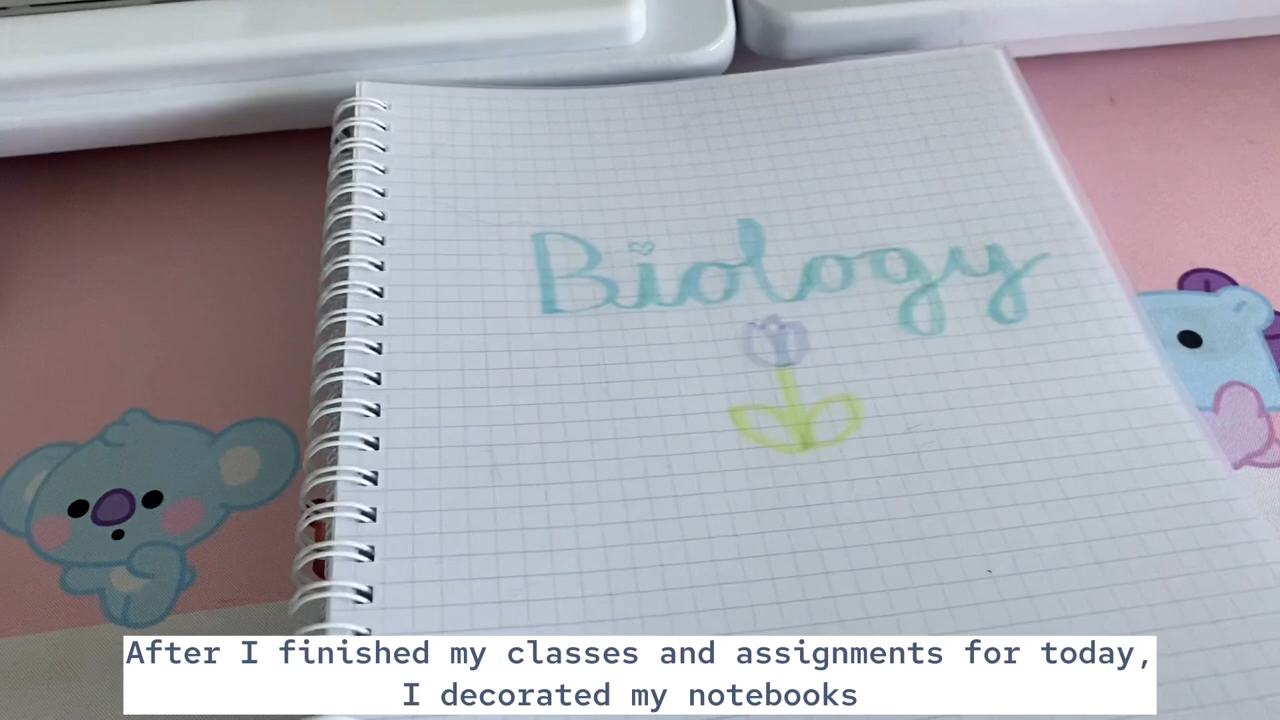 Biology
After I finished my classes and assignments for today,
I decorated my notebooks